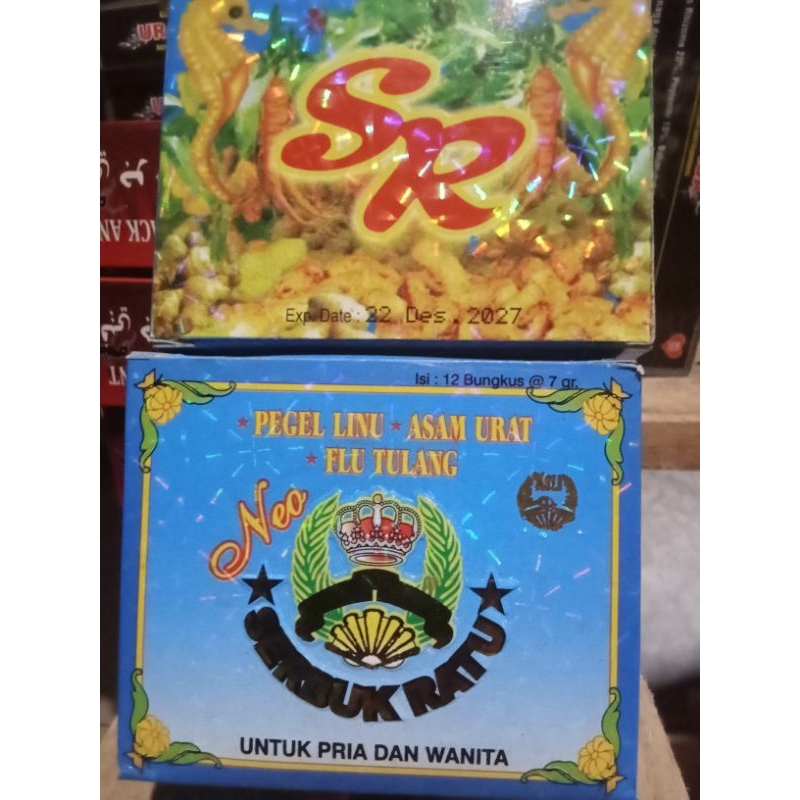 UR
SR
Exp. Date : 22 Des. 2027
Isi : 12 Bungkus @ 7 gr.
PEGEL LINU ★ ASAM URAT
★ FLU TULANG
Neo
SERBUK RATU
UNTUK PRIA DAN WANITA